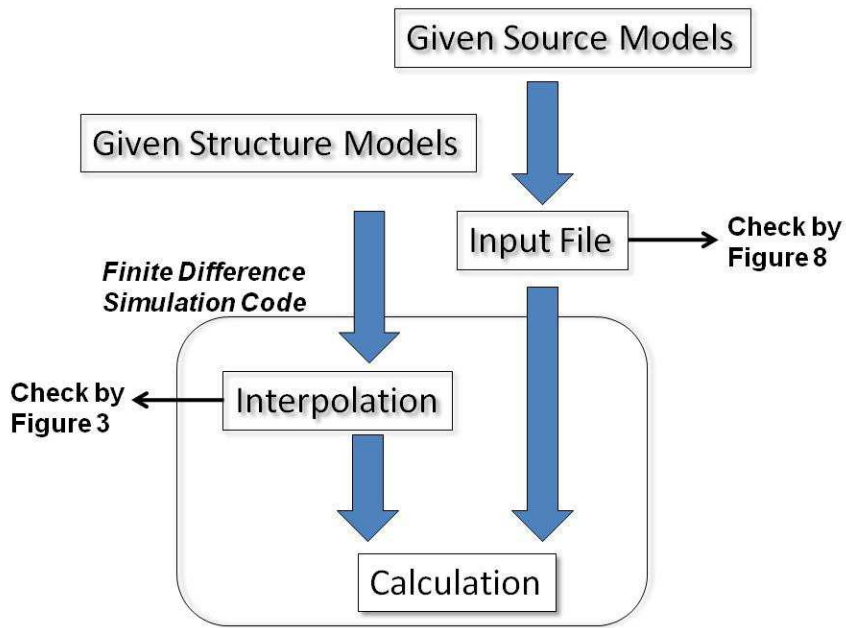 Given Source Models
Given Structure Models
Input File
Check by
Figure 8
Finite Difference
Simulation Code
Interpolation
Check by
Figure 3
Calculation